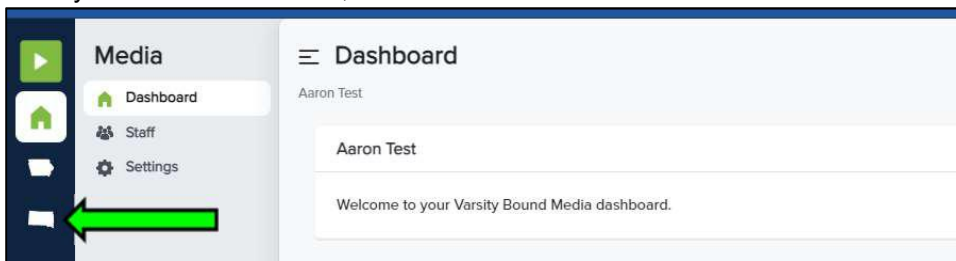 Media
Dashboard
Staff
Settings
Dashboard
Aaron Test
Aaron Test
Welcome to your Varsity Bound Media dashboard.